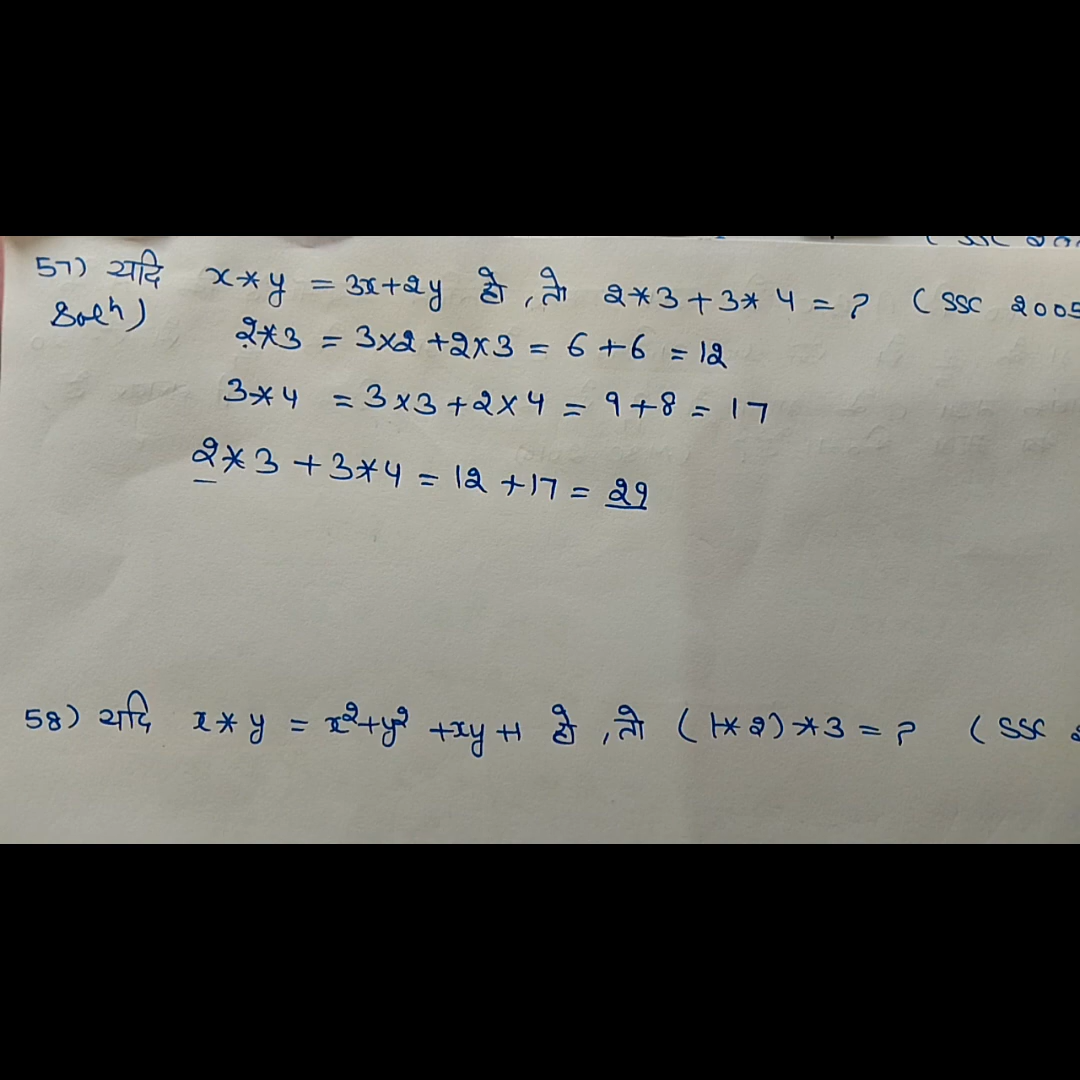 57) यदि x*y = 3x+2y हो, तो 2*3+3*4 = ? (SSC 2005
Soln)
2*3 = 3×2+2×3 = 6+6 = 12
3*4 = 3×3+2×4 = 9+8 = 17
2*3+3*4 = 12+17 = 29
58) यदि x*y = x²+y²+xy+1 हो, तो (1*2)*3 = ? (SSC